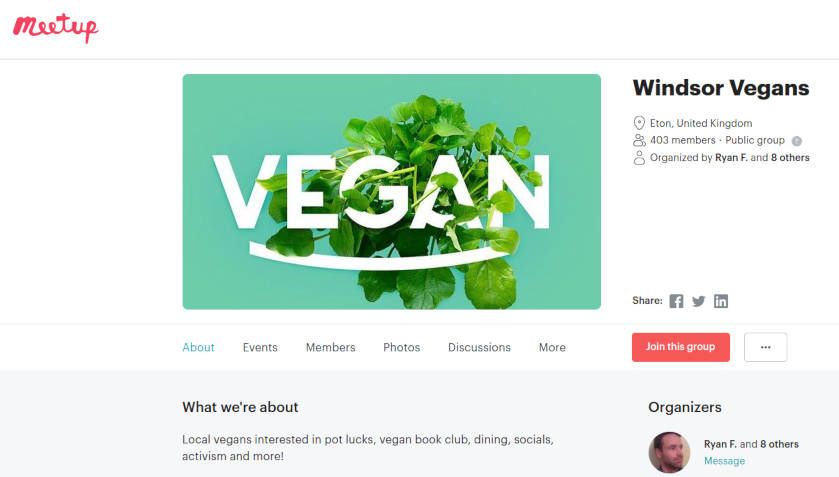 meetup
VEGAN
Windsor Vegans
Eton, United Kingdom
403 members · Public group
Organized by Ryan F. and 8 others
Share:
About Events Members Photos Discussions More
Join this group
...
What we're about
Local vegans interested in pot lucks, vegan book club, dining, socials,
activism and more!
Organizers
Ryan F. and 8 others
Message